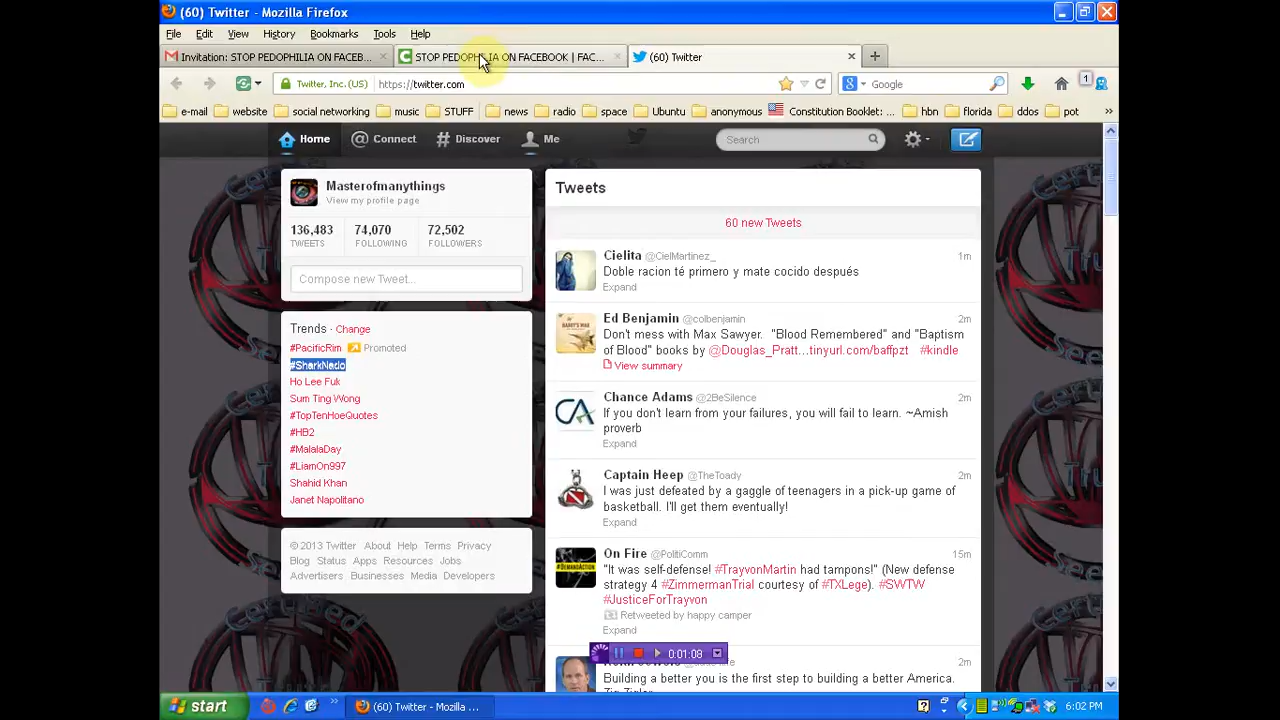 (60) Twitter - Mozilla Firefox
File Edit View History Bookmarks Tools Help
Invitation: STOP PEDOPHILIA ON FACEB...
STOP PEDOPHILIA ON FACEBOOK | FAC...
(60) Twitter
Twitter, Inc. (US) https://twitter.com
Google
1
e-mail website social networking music STUFF news radio space Ubuntu anonymous Constitution Booklet:... hbn florida ddos pot
Home Connect Discover Me
Search
Masterofmanythings
View my profile page
136,483 74,070 72,502
TWEETS FOLLOWING FOLLOWERS
Compose new Tweet...
Trends · Change
#PacificRim Promoted
#SharkNado
Ho Lee Fuk
Sum Ting Wong
#TopTenHoeQuotes
#HB2
#MalalaDay
#LiamOn997
Shahid Khan
Janet Napolitano
© 2013 Twitter About Help Terms Privacy
Blog Status Apps Resources Jobs
Advertisers Businesses Media Developers
Tweets
60 new Tweets
Cielita @CielMartinez_ 1m
Doble racion té primero y mate cocido después
Expand
Ed Benjamin @colbenjamin 2m
Don't mess with Max Sawyer. "Blood Remembered" and "Baptism
of Blood" books by @Douglas_Pratt...tinyurl.com/baffpzt #kindle
View summary
Chance Adams @2BeSilence 2m
If you don't learn from your failures, you will fail to learn. ~Amish
proverb
Expand
Captain Heep @TheToady 2m
I was just defeated by a gaggle of teenagers in a pick-up game of
basketball. I'll get them eventually!
Expand
On Fire @PolitiComm 15m
"It was self-defense! #TrayvonMartin had tampons!" (New defense
strategy 4 #ZimmermanTrial courtesy of #TXLege). #SWTW
#JusticeForTrayvon
Retweeted by happy camper
Expand
0:01:08
2m
Building a better you is the first step to building a better America.
start
(60) Twitter - Mozilla ...
6:02 PM